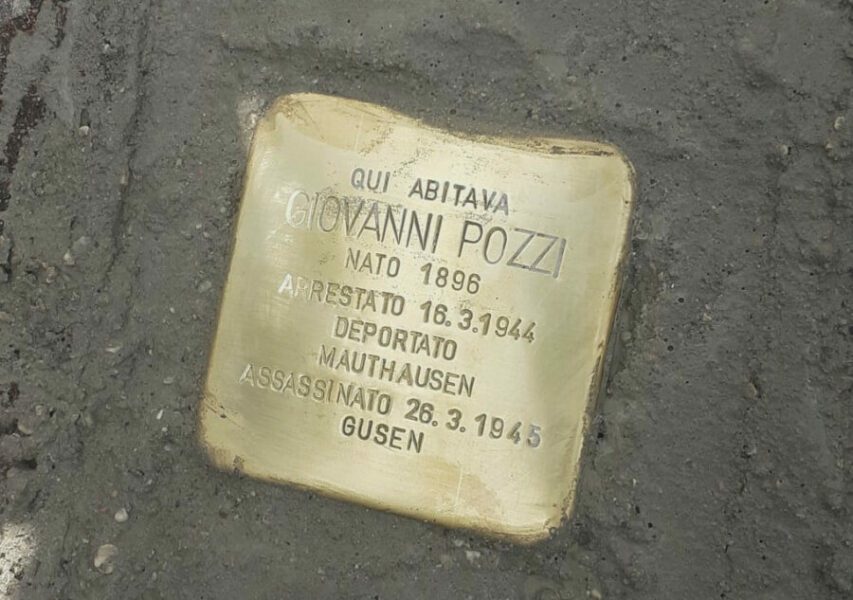 QUI ABITAVA
GIOVANNI POZZI
NATO 1896
ARRESTATO 16.3.1944
DEPORTATO
MAUTHAUSEN
ASSASSINATO 26.3.1945
GUSEN